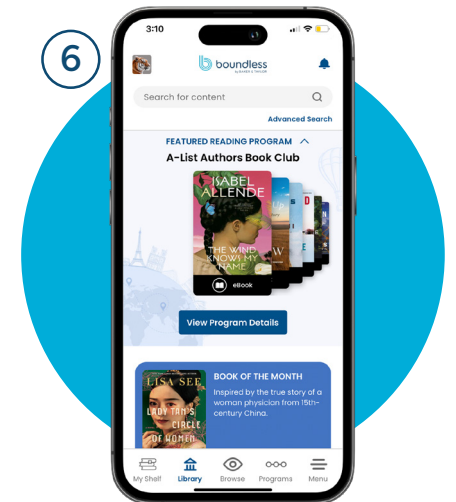 6
3:10
boundless
by BAKER & TAYLOR
Search for content
Advanced Search
FEATURED READING PROGRAM
A-List Authors Book Club
ISABEL
ALLENDE
THE WIND
KNOWS MY
NAME
eBook
View Program Details
LISA SEE
LADY TAN'S
CIRCLE
OF WOMEN
BOOK OF THE MONTH
Inspired by the true story of a
woman physician from 15th-
century China.
My Shelf Library Browse Programs Menu